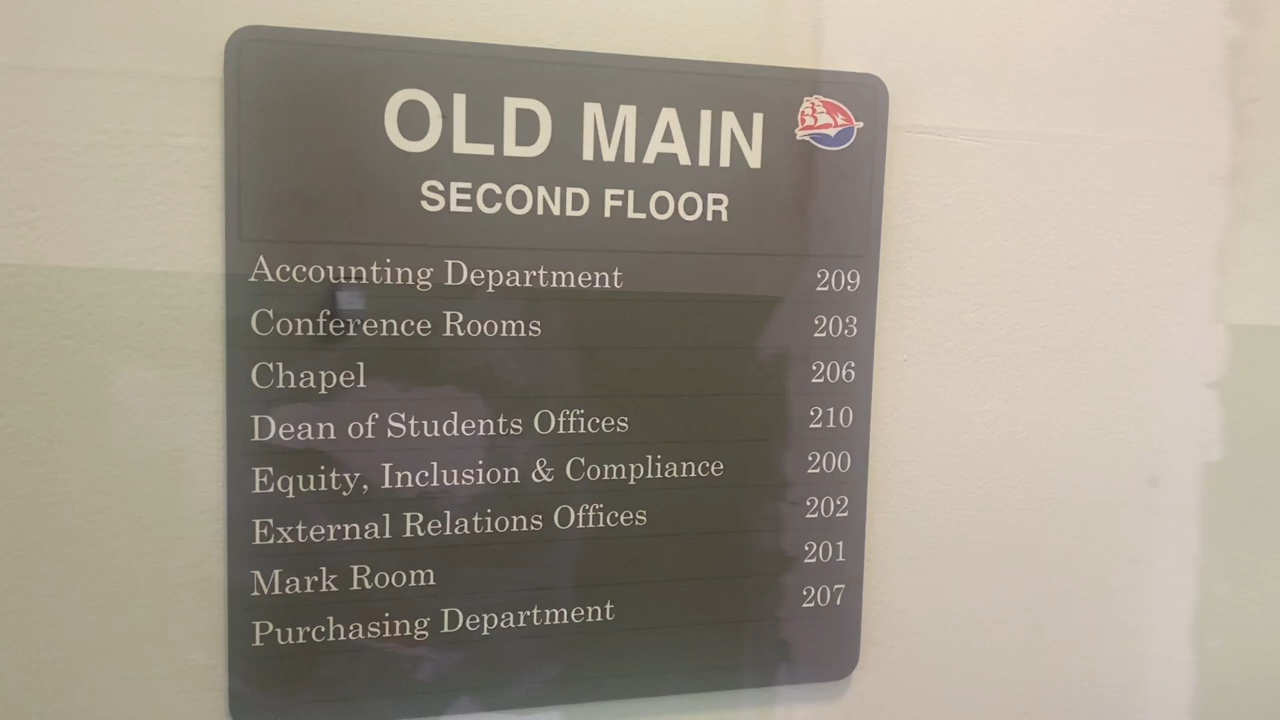 OLD MAIN
SECOND FLOOR
Accounting Department 209
Conference Rooms 203
Chapel 206
Dean of Students Offices 210
Equity, Inclusion & Compliance 200
External Relations Offices 202
Mark Room 201
Purchasing Department 207